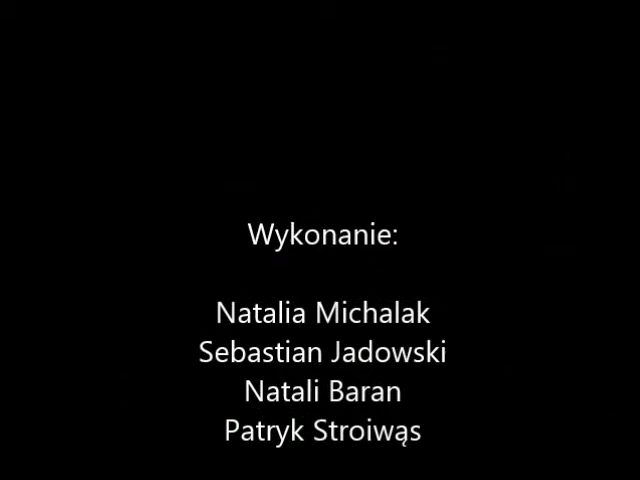 Wykonanie:
Natalia Michalak
Sebastian Jadowski
Natali Baran
Patryk Stroiwąs